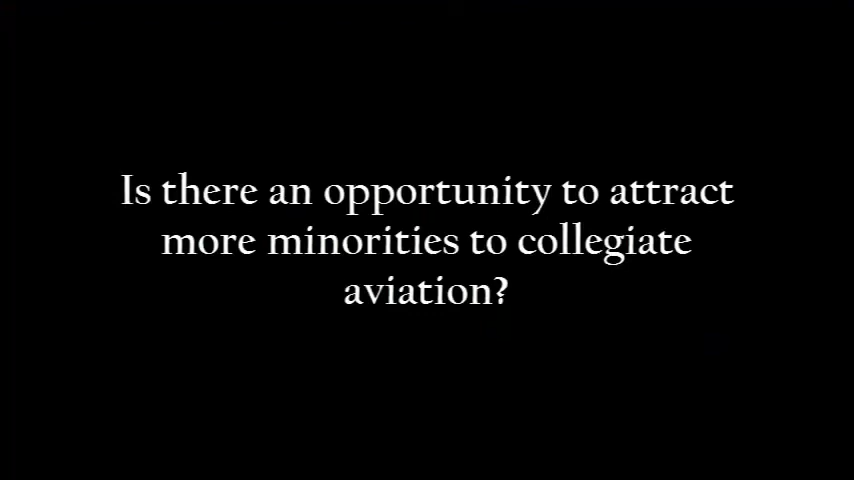 Is there an opportunity to attract
more minorities to collegiate
aviation?